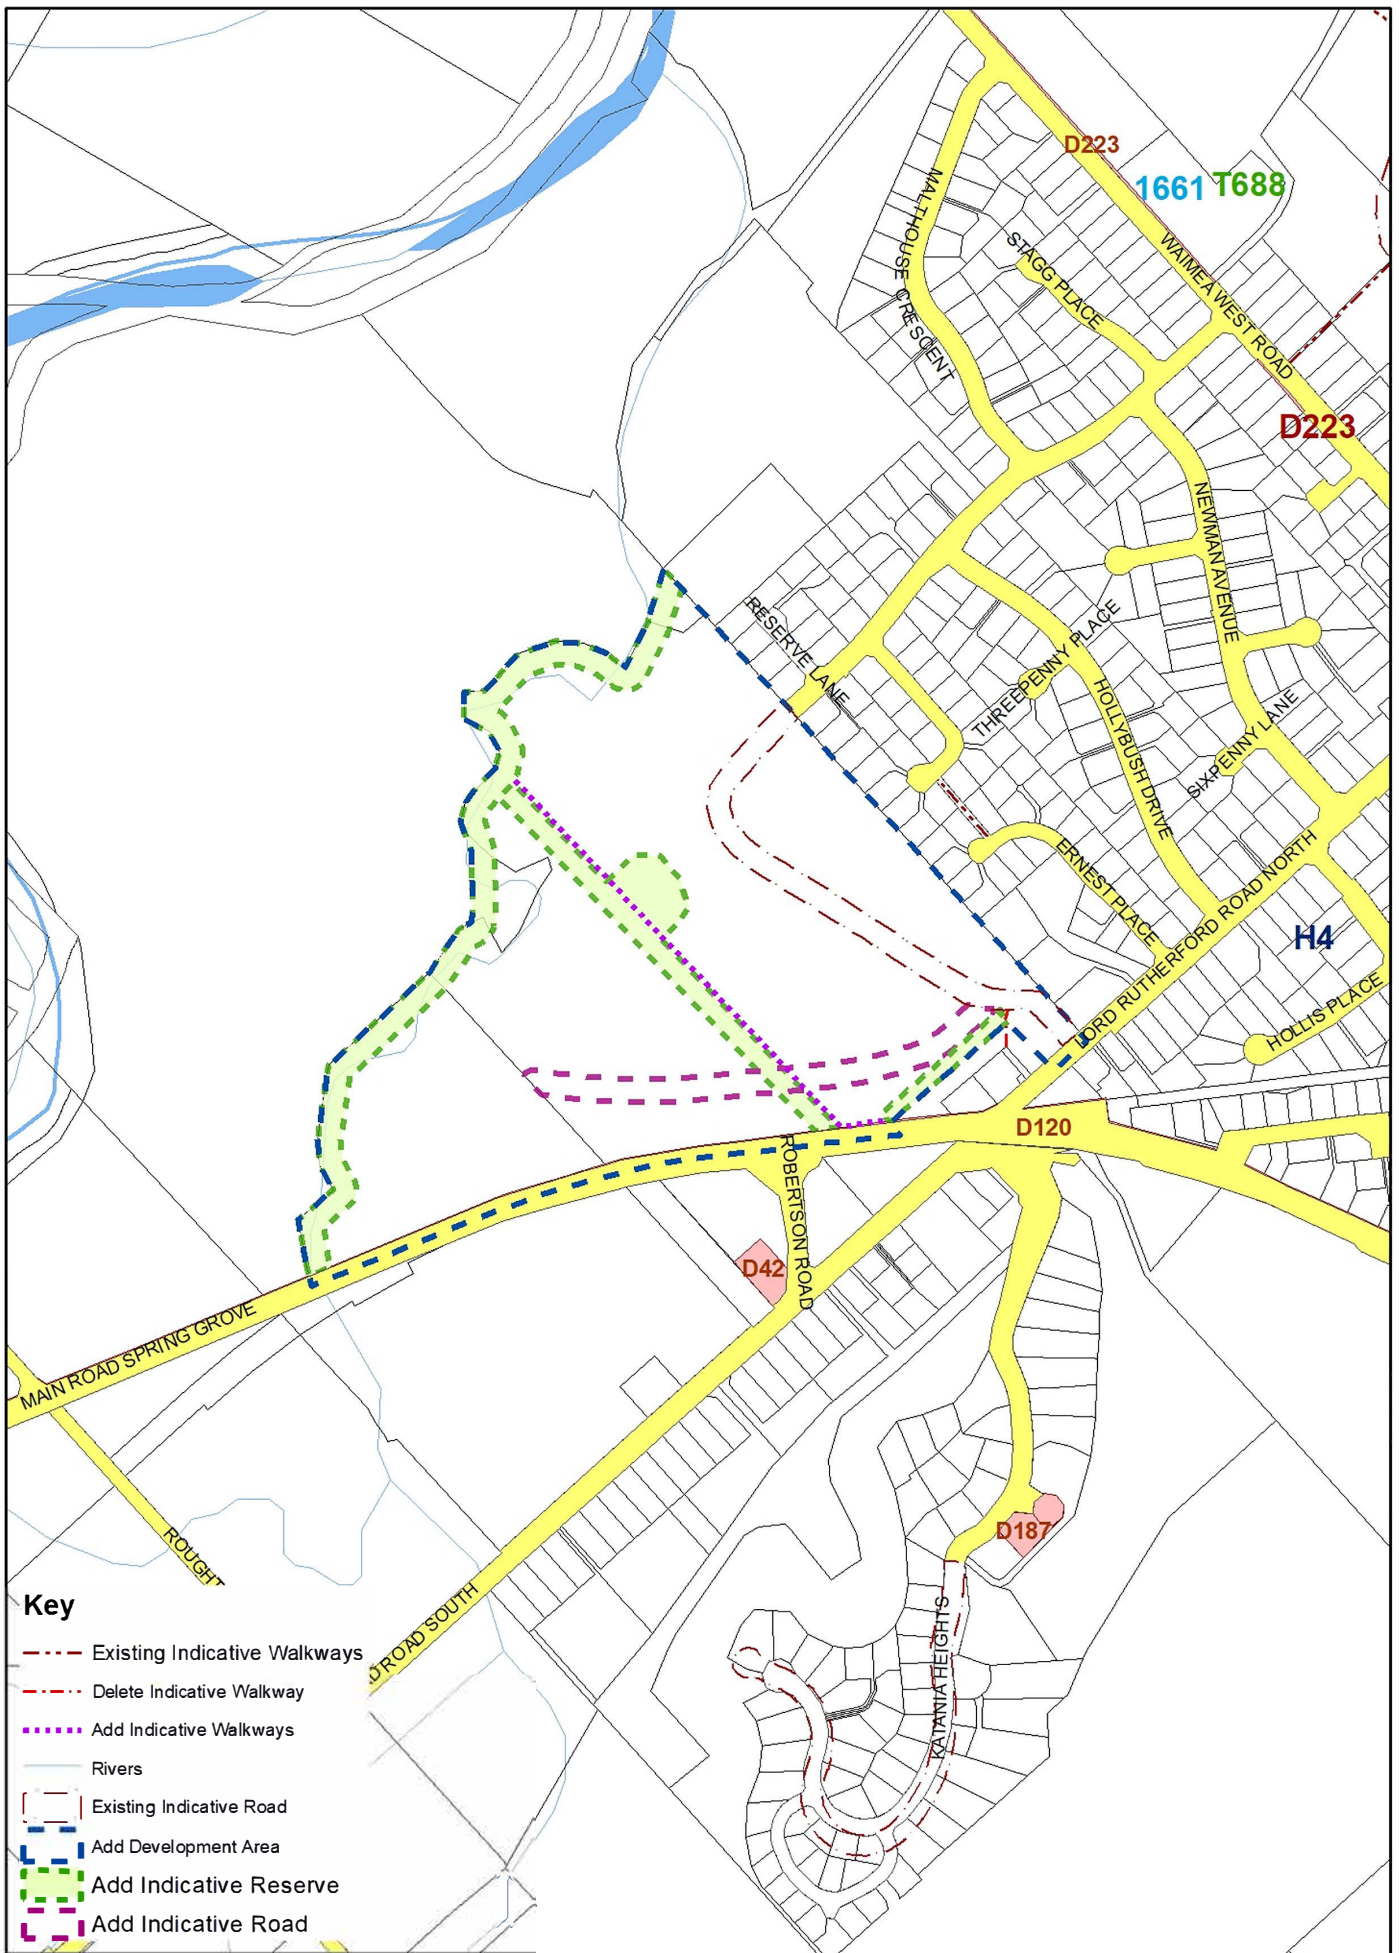 D223
1661 T688
MALTHOUSE CRESCENT
STAGG PLACE
WAIMEA WEST ROAD
D223
NEWMAN AVENUE
RESERVE LANE
THREEPENNY PLACE
HOLLYBUSH DRIVE
SIXPENNY LANE
ERNEST PLACE
LORD RUTHERFORD ROAD NORTH
H4
HOLLIS PLACE
D120
ROBERTSON ROAD
D42
MAIN ROAD SPRING GROVE
D187
ROUGHT
D ROAD SOUTH
KATANIA HEIGHTS
Key
Existing Indicative Walkways
Delete Indicative Walkway
Add Indicative Walkways
Rivers
Existing Indicative Road
Add Development Area
Add Indicative Reserve
Add Indicative Road